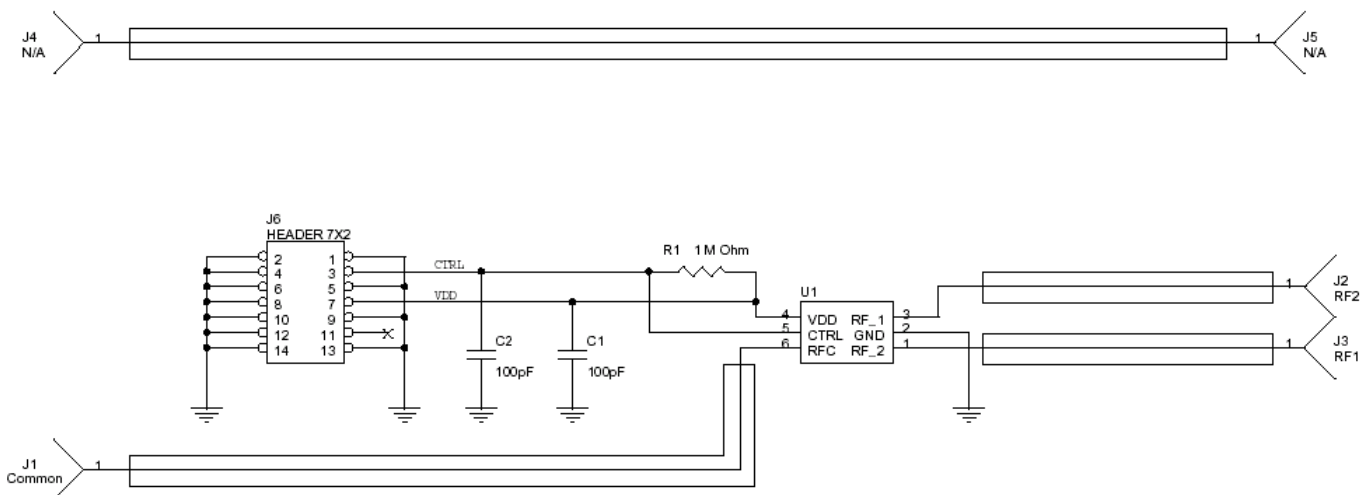 J4
N/A
1
1
J5
N/A
J6
HEADER 7X2
2 1
4 3
6 5
8 7
10 9
12 11
14 13
CTRL
VDD
R1 1M Ohm
C2
100pF
C1
100pF
U1
4 VDD RF_1 3
5 CTRL GND 2
6 RFC RF_2 1
1
J2
RF2
1
J3
RF1
J1
Common
1